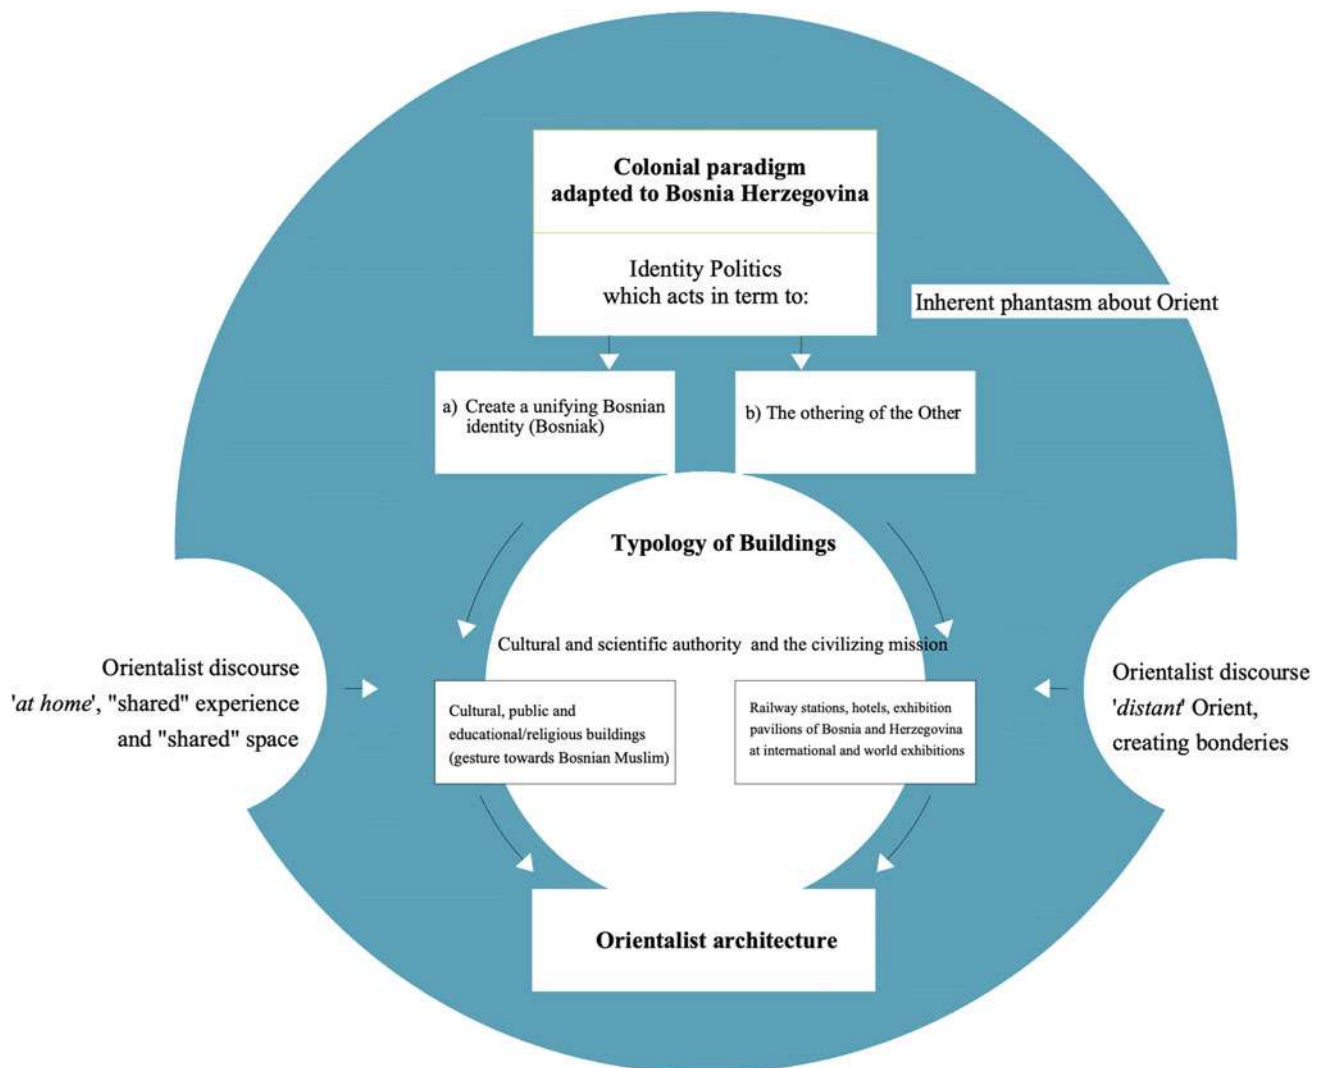 Colonial paradigm
adapted to Bosnia Herzegovina
Identity Politics
which acts in term to:
Inherent phantasm about Orient
a) Create a unifying Bosnian
identity (Bosniak)
b) The othering of the Other
Typology of Buildings
Cultural and scientific authority and the civilizing mission
Orientalist discourse
'at home', "shared" experience
and "shared" space
Cultural, public and
educational/religious buildings
(gesture towards Bosnian Muslim)
Railway stations, hotels, exhibition
pavilions of Bosnia and Herzegovina
at international and world exhibitions
Orientalist discourse
'distant' Orient,
creating bonderies
Orientalist architecture